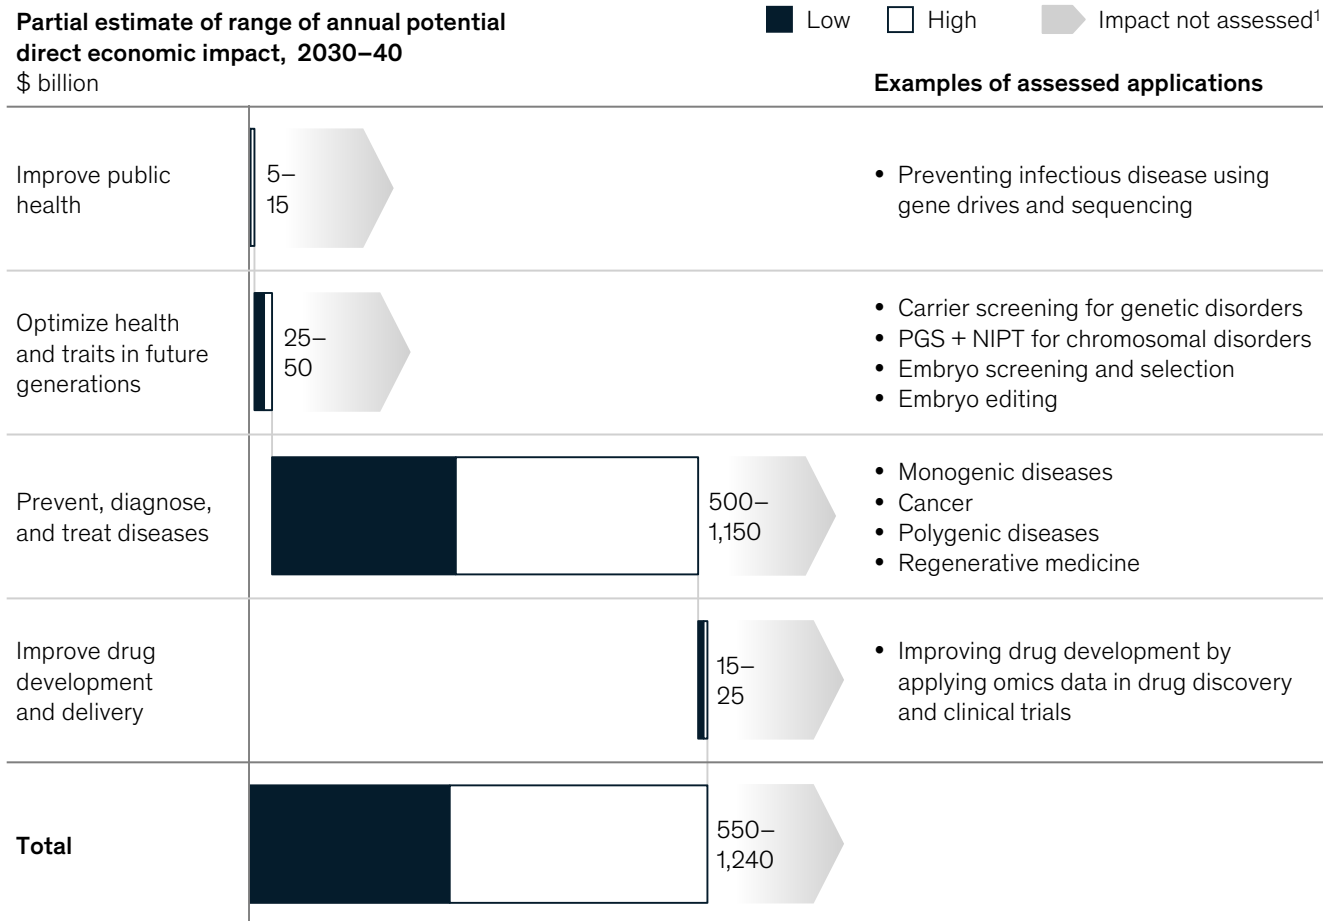 Partial estimate of range of annual potential
direct economic impact, 2030–40
$ billion
Low
High
Impact not assessed¹
Examples of assessed applications
Improve public
health
5–
15
• Preventing infectious disease using
gene drives and sequencing
Optimize health
and traits in future
generations
25–
50
• Carrier screening for genetic disorders
• PGS + NIPT for chromosomal disorders
• Embryo screening and selection
• Embryo editing
Prevent, diagnose,
and treat diseases
500–
1,150
• Monogenic diseases
• Cancer
• Polygenic diseases
• Regenerative medicine
Improve drug
development
and delivery
15–
25
• Improving drug development by
applying omics data in drug discovery
and clinical trials
Total
550–
1,240